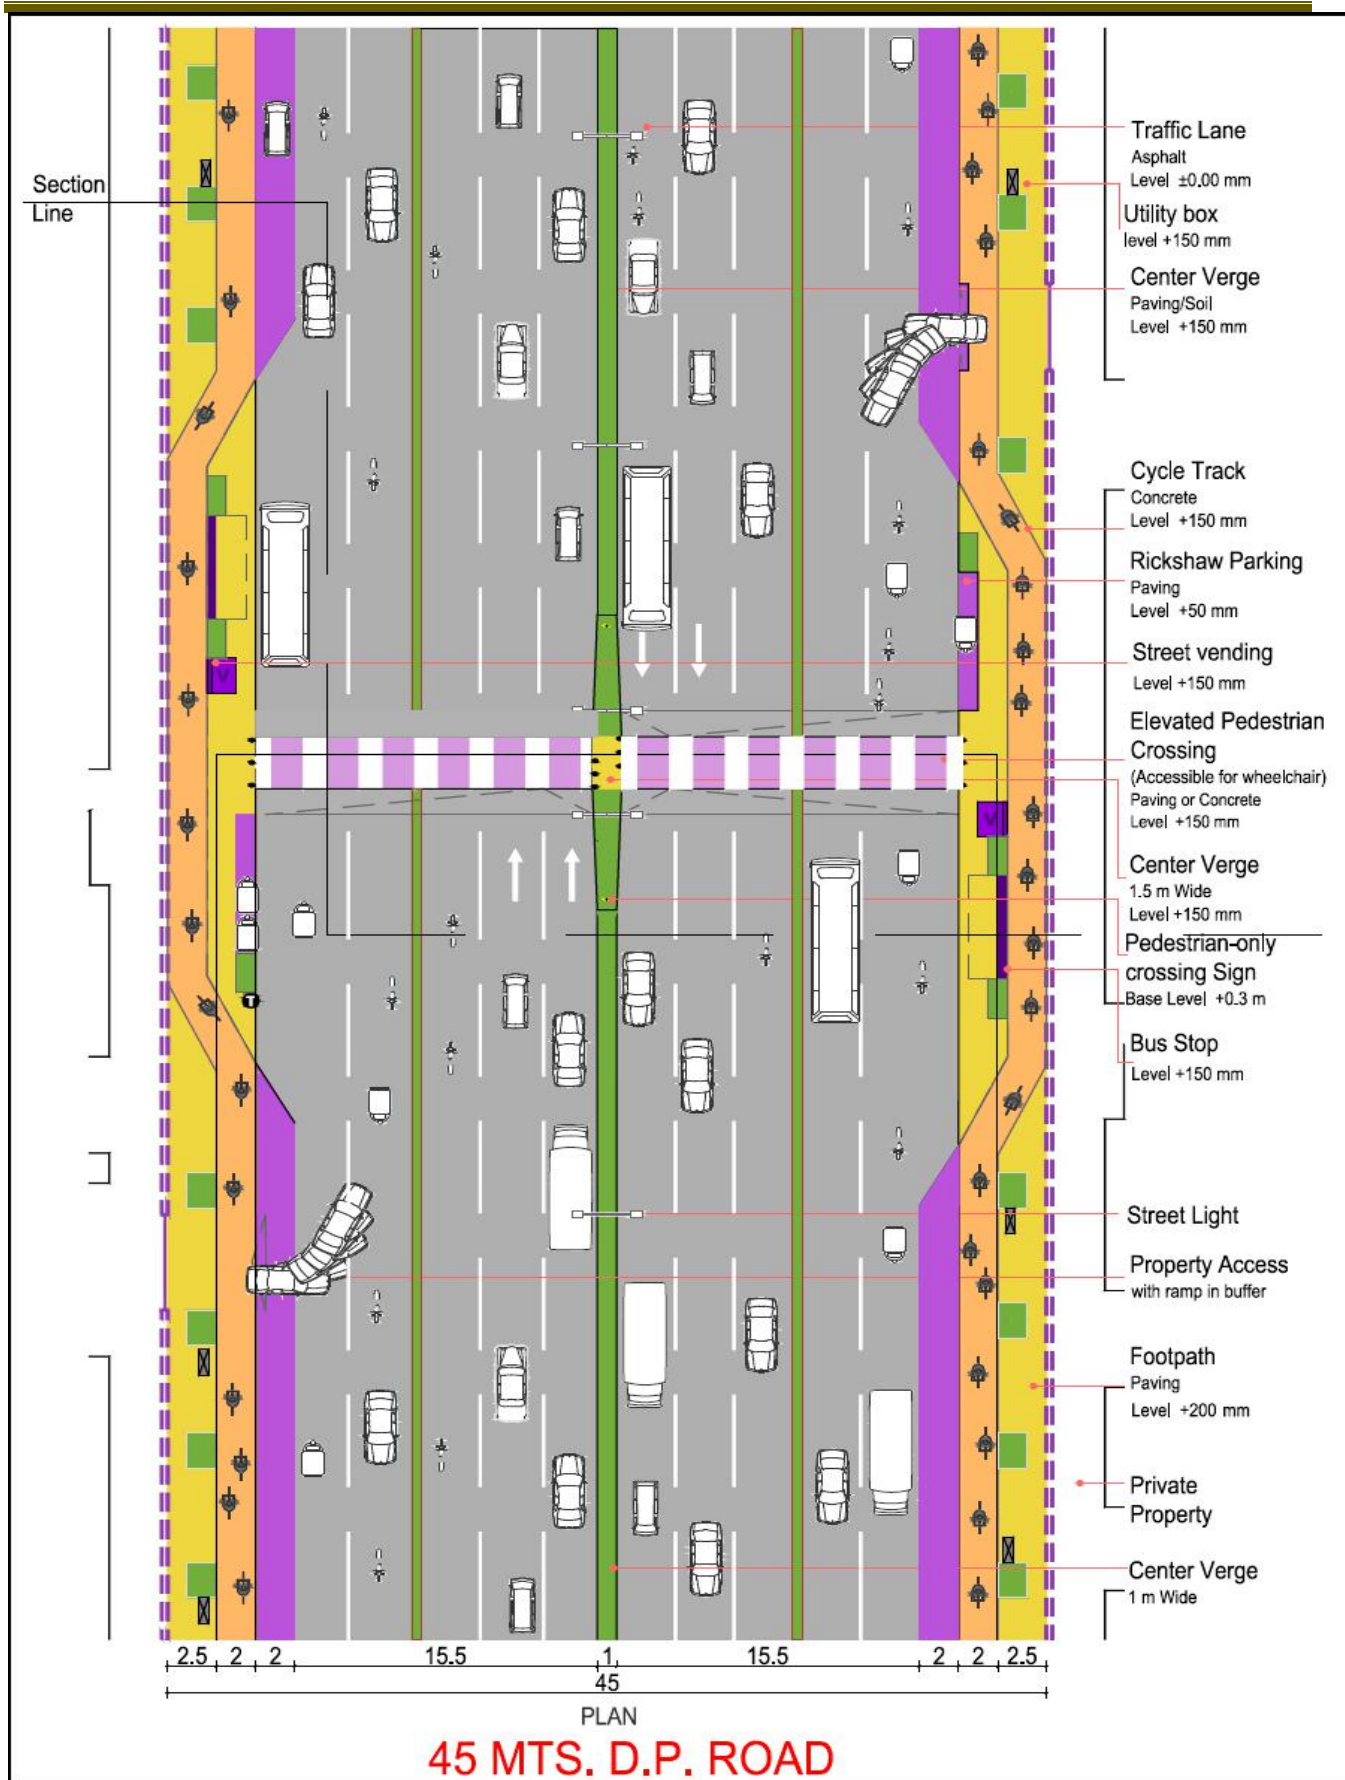 Section
Line
Traffic Lane
Asphalt
Level ±0.00 mm
Utility box
level +150 mm
Center Verge
Paving/Soil
Level +150 mm
Cycle Track
Concrete
Level +150 mm
Rickshaw Parking
Paving
Level +50 mm
Street vending
Level +150 mm
Elevated Pedestrian
Crossing
(Accessible for wheelchair)
Paving or Concrete
Level +150 mm
Center Verge
1.5 m Wide
Level +150 mm
Pedestrian-only
crossing Sign
Base Level +0.3 m
Bus Stop
Level +150 mm
Street Light
Property Access
with ramp in buffer
Footpath
Paving
Level +200 mm
Private
Property
Center Verge
1 m Wide
V
V
T
2.5 2 2 15.5 1 15.5 2 2 2.5
45
PLAN
45 MTS. D.P. ROAD